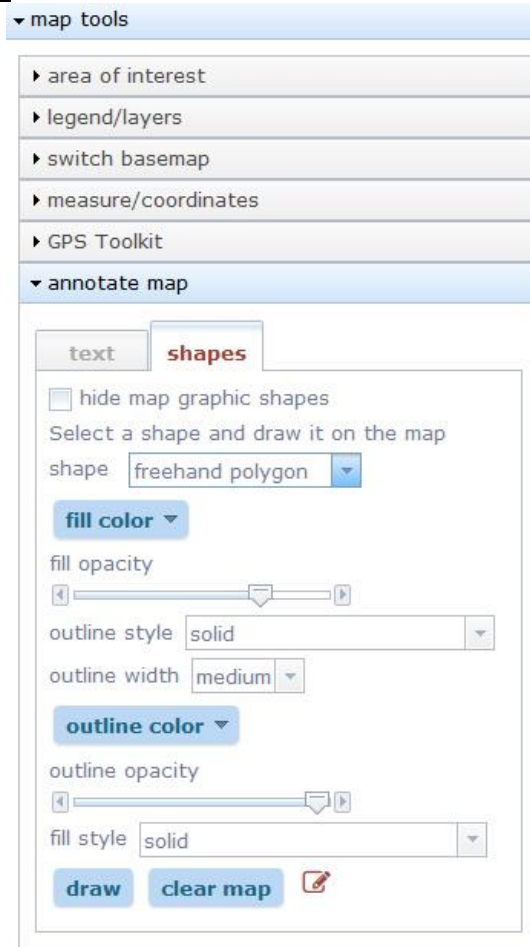 map tools
area of interest
legend/layers
switch basemap
measure/coordinates
GPS Toolkit
annotate map
text shapes
hide map graphic shapes
Select a shape and draw it on the map
shape freehand polygon
fill color
fill opacity
outline style solid
outline width medium
outline color
outline opacity
fill style solid
draw clear map